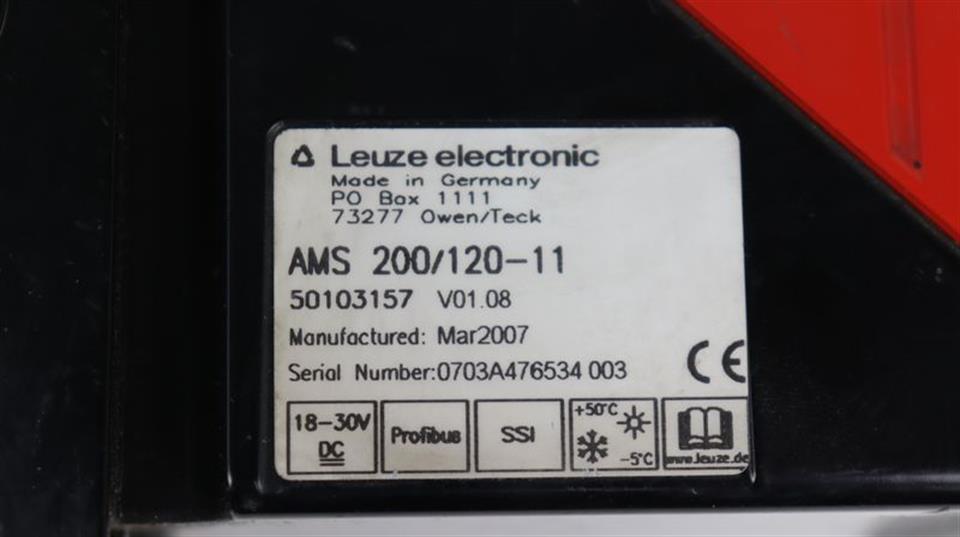 Leuze electronic
Made in Germany
PO Box 1111
73277 Owen/Teck
AMS 200/120-11
50103157 V01.08
Manufactured: Mar2007
Serial Number:0703A476534 003
CE
18-30V
DC
Profibus
SSI
+50°C
-5°C
www.leuze.de